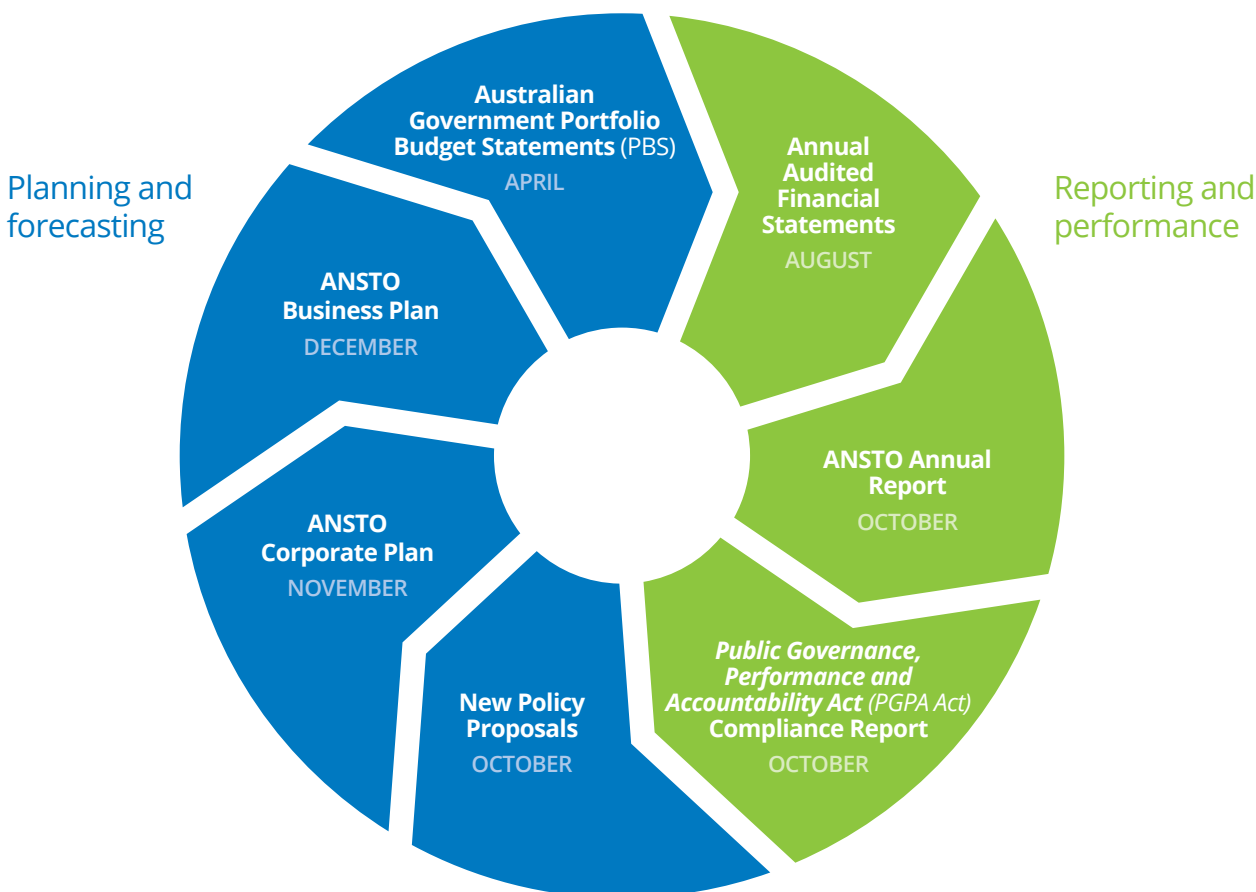 Planning and
forecasting
Australian
Government Portfolio
Budget Statements (PBS)
APRIL
Annual
Audited
Financial
Statements
AUGUST
Reporting and
performance
ANSTO
Business Plan
DECEMBER
ANSTO Annual
Report
OCTOBER
ANSTO
Corporate Plan
NOVEMBER
New Policy
Proposals
OCTOBER
Public Governance,
Performance and
Accountability Act (PGPA Act)
Compliance Report
OCTOBER